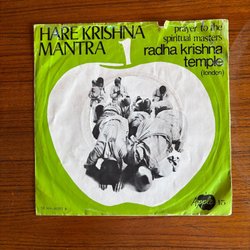 HARE KRISHNA
MANTRA
prayer to the
spiritual masters
radha krishna
temple
(london)
Apple